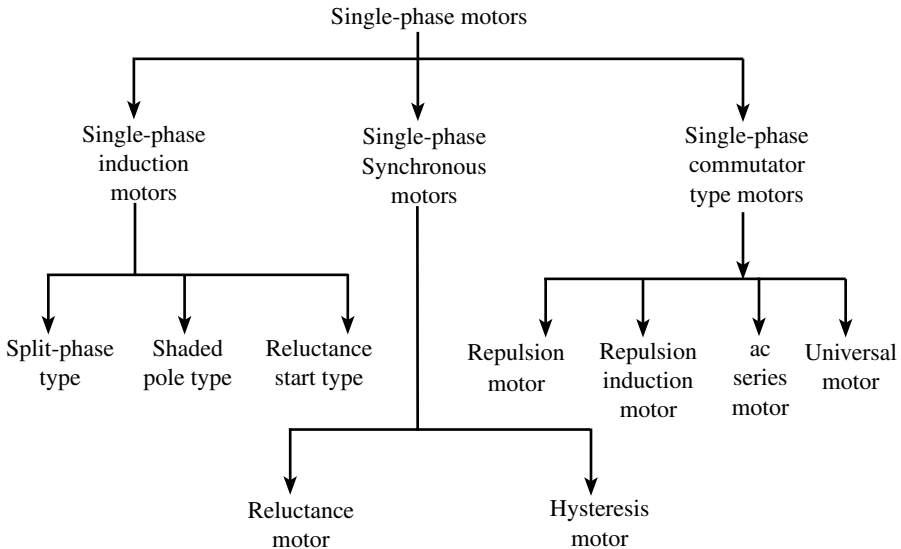 Single-phase motors
Single-phase
induction
motors
Single-phase
Synchronous
motors
Single-phase
commutator
type motors
Split-phase
type
Shaded
pole type
Reluctance
start type
Repulsion
motor
Repulsion
induction
motor
ac
series
motor
Universal
motor
Reluctance
motor
Hysteresis
motor